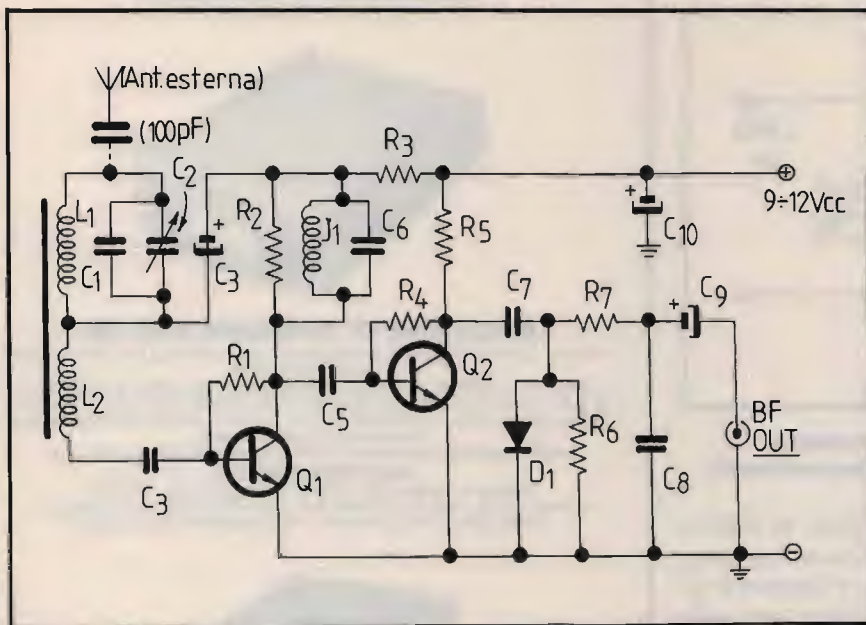 (Ant. esterna)
(100pF)
C2
R3
+
9÷12Vcc
L1
C1
C3
+
R2
J1
C6
R5
+
C10
R4
C7
R7
+
C9
L2
R1
Q2
C5
BF
OUT
R6
C3
Q1
D1
C8
−